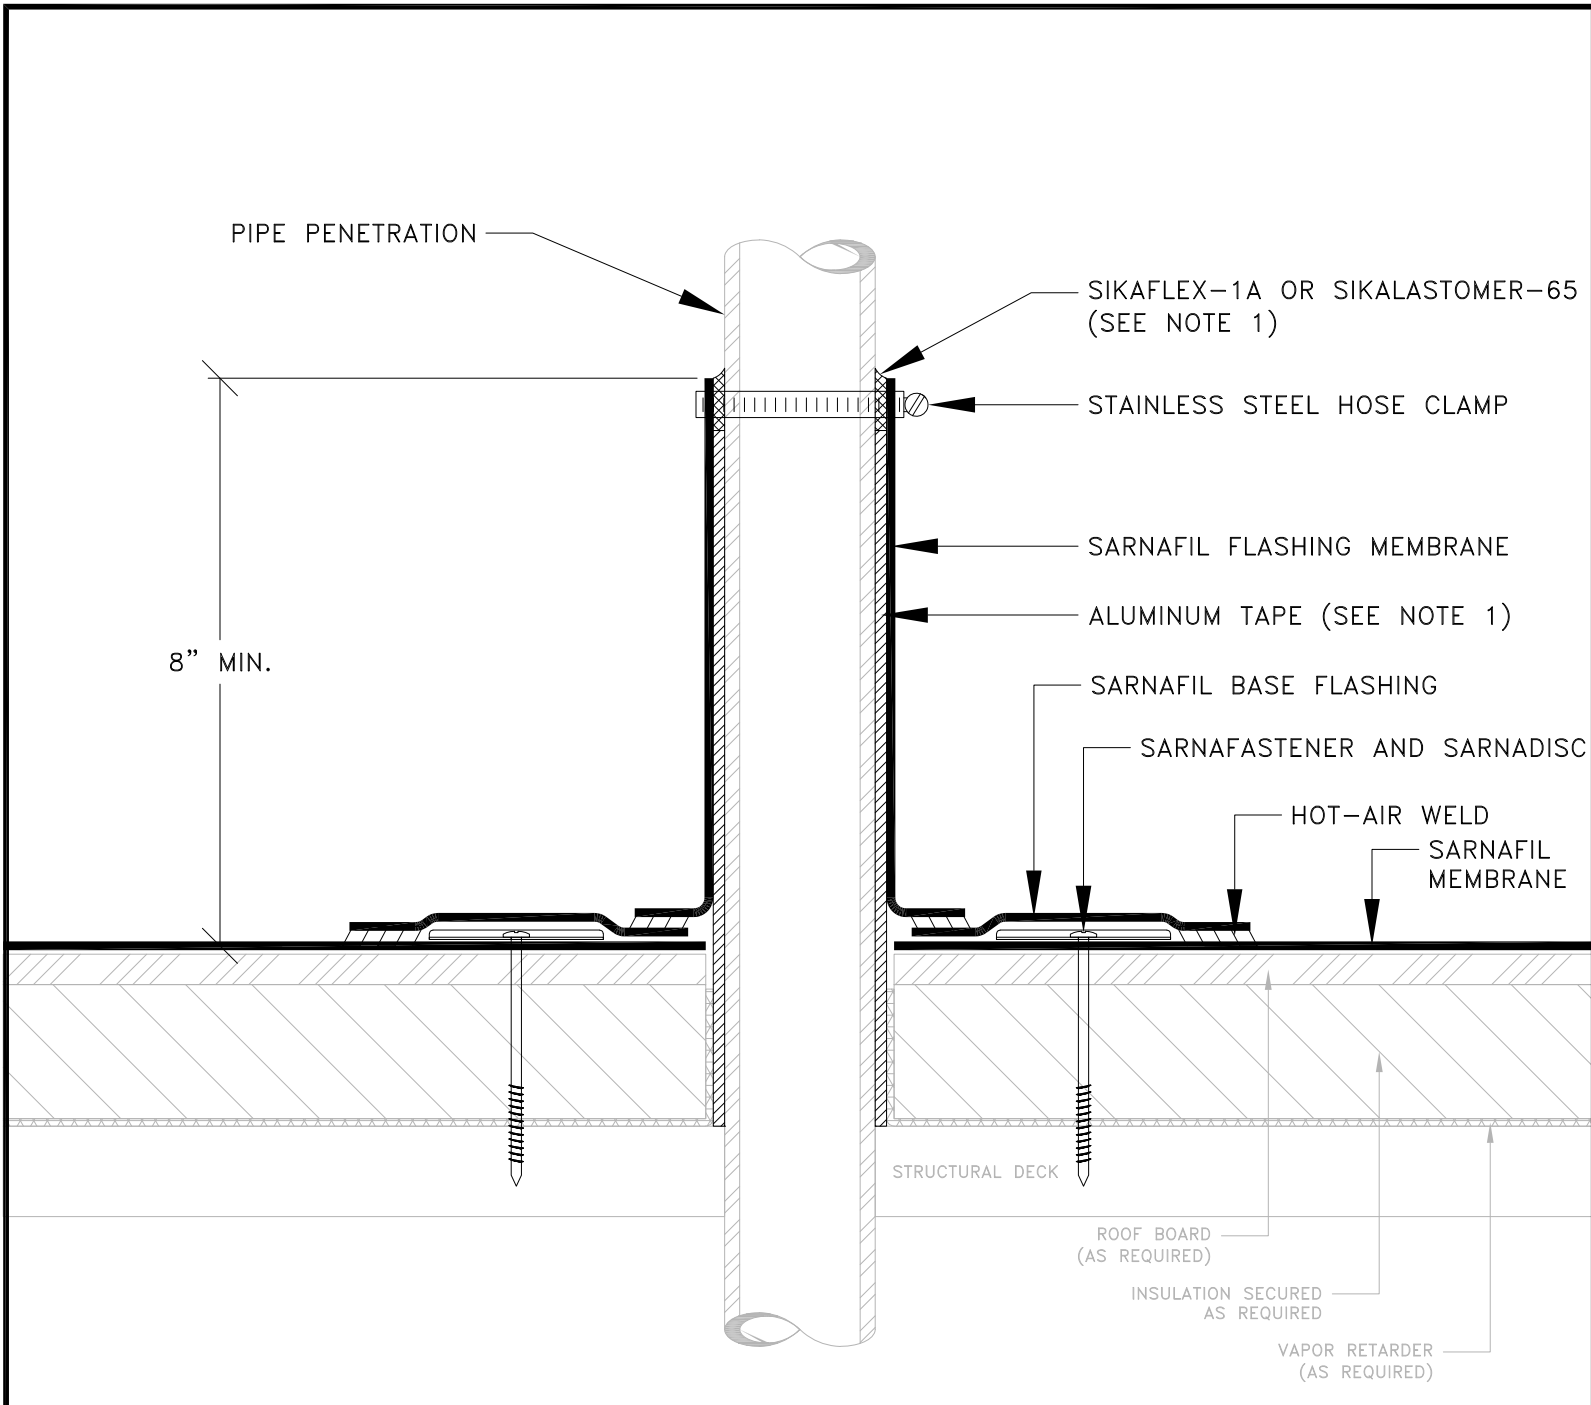 PIPE PENETRATION
SIKAFLEX-1A OR SIKALASTOMER-65
(SEE NOTE 1)
STAINLESS STEEL HOSE CLAMP
SARNAFIL FLASHING MEMBRANE
ALUMINUM TAPE (SEE NOTE 1)
8” MIN.
SARNAFIL BASE FLASHING
SARNAFASTENER AND SARNADISC
HOT-AIR WELD
SARNAFIL
MEMBRANE
STRUCTURAL DECK
ROOF BOARD
(AS REQUIRED)
INSULATION SECURED
AS REQUIRED
VAPOR RETARDER
(AS REQUIRED)